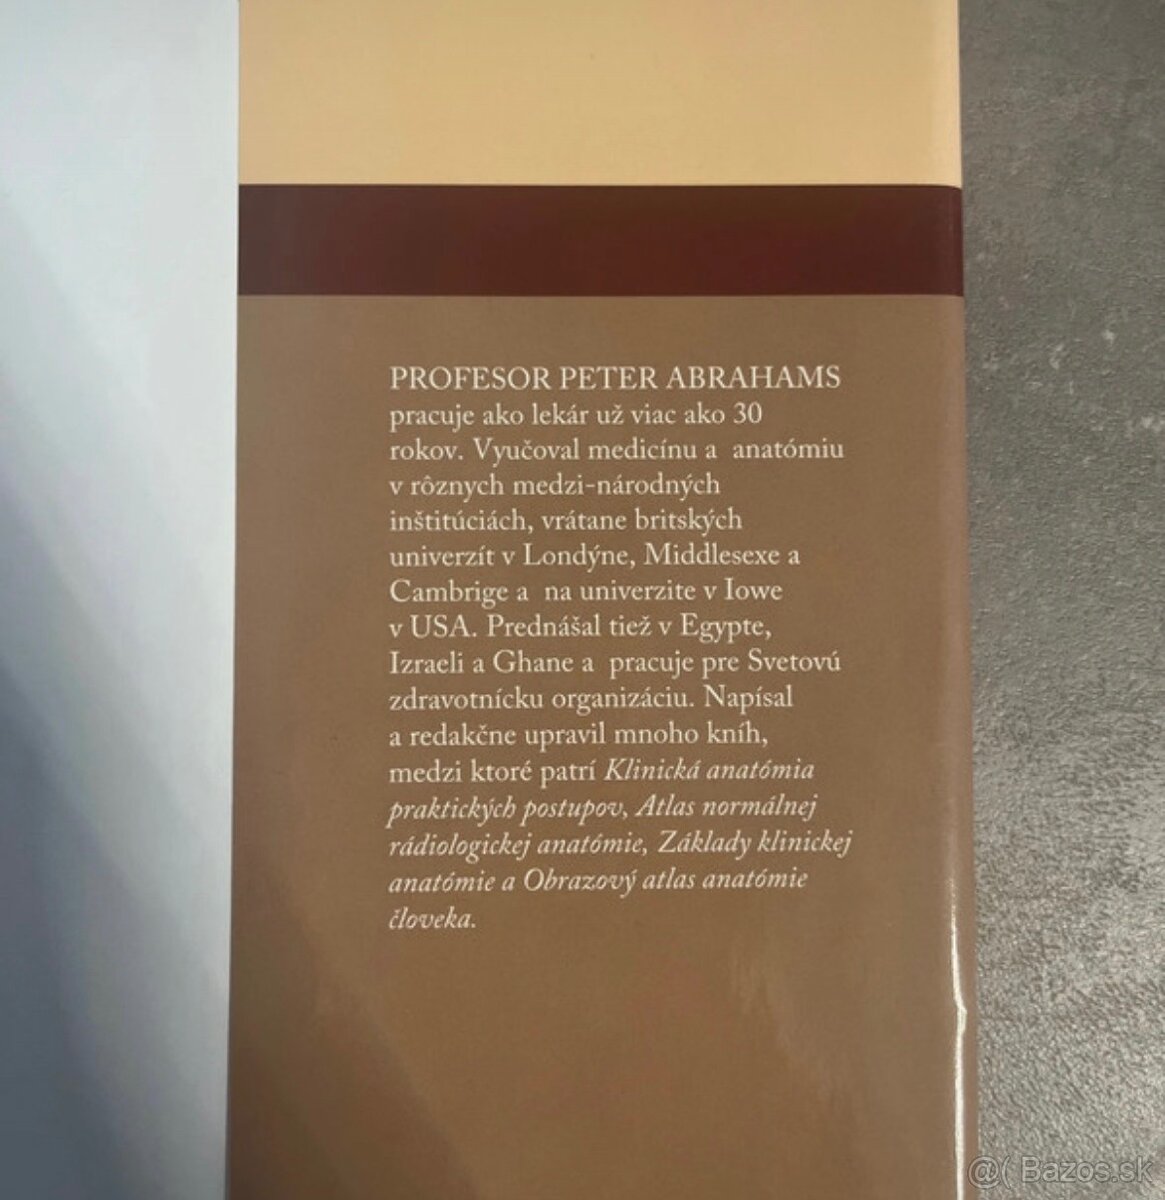 PROFESOR PETER ABRAHAMS
pracuje ako lekár už viac ako 30
rokov. Vyučoval medicínu a anatómiu
v rôznych medzi-národných
inštitúciách, vrátane britských
univerzít v Londýne, Middlesexe a
Cambrige a na univerzite v Iowe
v USA. Prednášal tiež v Egypte,
Izraeli a Ghane a pracuje pre Svetovú
zdravotnícku organizáciu. Napísal
a redakčne upravil mnoho kníh,
medzi ktoré patrí Klinická anatómia
praktických postupov, Atlas normálnej
rádiologickej anatómie, Základy klinickej
anatómie a Obrazový atlas anatómie
človeka.
@( Bazos.sk